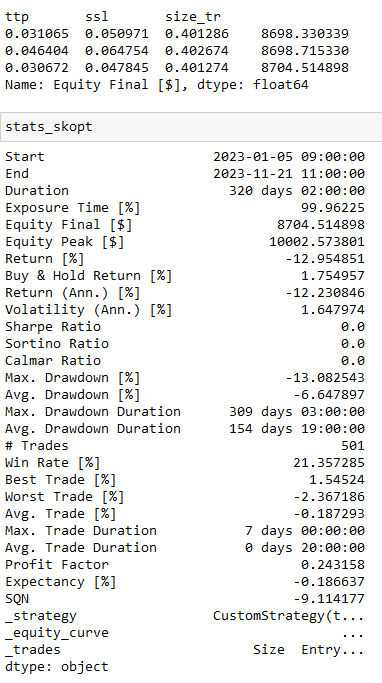 ttp ssl size_tr
0.031065 0.050971 0.401286 8698.330339
0.046404 0.064754 0.402674 8698.715330
0.030672 0.047845 0.401274 8704.514898
Name: Equity Final [$], dtype: float64
stats_skopt
Start 2023-01-05 09:00:00
End 2023-11-21 11:00:00
Duration 320 days 02:00:00
Exposure Time [%] 99.96225
Equity Final [$] 8704.514898
Equity Peak [$] 10002.573801
Return [%] -12.954851
Buy & Hold Return [%] 1.754957
Return (Ann.) [%] -12.230846
Volatility (Ann.) [%] 1.647974
Sharpe Ratio 0.0
Sortino Ratio 0.0
Calmar Ratio 0.0
Max. Drawdown [%] -13.082543
Avg. Drawdown [%] -6.647897
Max. Drawdown Duration 309 days 03:00:00
Avg. Drawdown Duration 154 days 19:00:00
# Trades 501
Win Rate [%] 21.357285
Best Trade [%] 1.54524
Worst Trade [%] -2.367186
Avg. Trade [%] -0.187293
Max. Trade Duration 7 days 00:00:00
Avg. Trade Duration 0 days 20:00:00
Profit Factor 0.243158
Expectancy [%] -0.186637
SQN -9.114177
_strategy CustomStrategy(t...
_equity_curve ...
_trades Size Entry...
dtype: object